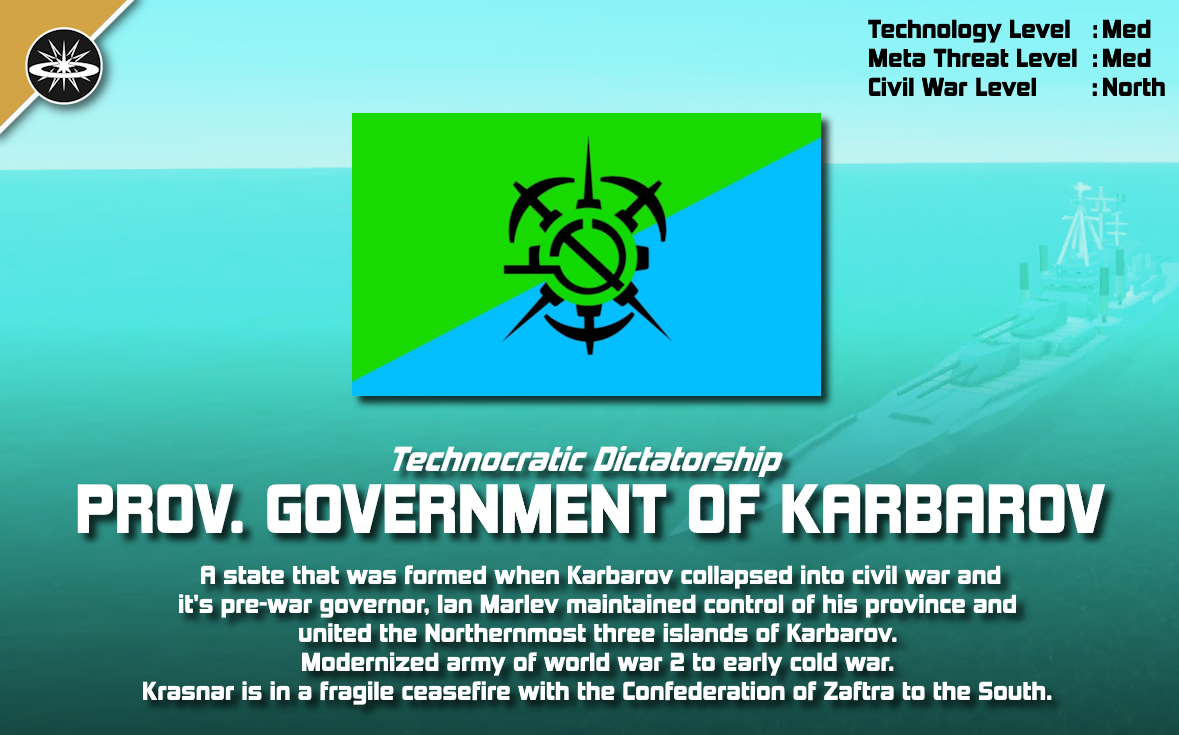 Technology Level : Med
Meta Threat Level : Med
Civil War Level : North
Technocratic Dictatorship
PROV. GOVERNMENT OF KARBAROV
A state that was formed when Karbarov collapsed into civil war and
it's pre-war governor, Ian Marlev maintained control of his province and
united the Northernmost three islands of Karbarov.
Modernized army of world war 2 to early cold war.
Krasnar is in a fragile ceasefire with the Confederation of Zaftra to the South.